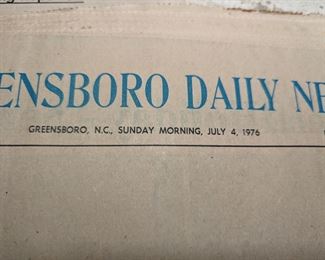 ENSBORO DAILY NE
GREENSBORO, N.C., SUNDAY MORNING, JULY 4, 1976